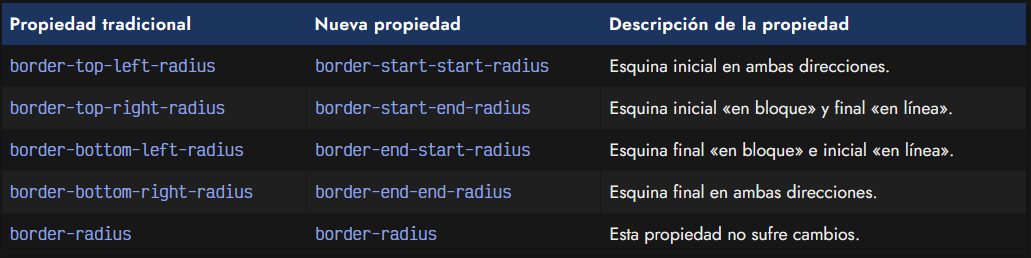 Propiedad tradicional Nueva propiedad Descripción de la propiedad
border-top-left-radius border-start-start-radius Esquina inicial en ambas direcciones.
border-top-right-radius border-start-end-radius Esquina inicial «en bloque» y final «en línea».
border-bottom-left-radius border-end-start-radius Esquina final «en bloque» e inicial «en línea».
border-bottom-right-radius border-end-end-radius Esquina final en ambas direcciones.
border-radius border-radius Esta propiedad no sufre cambios.